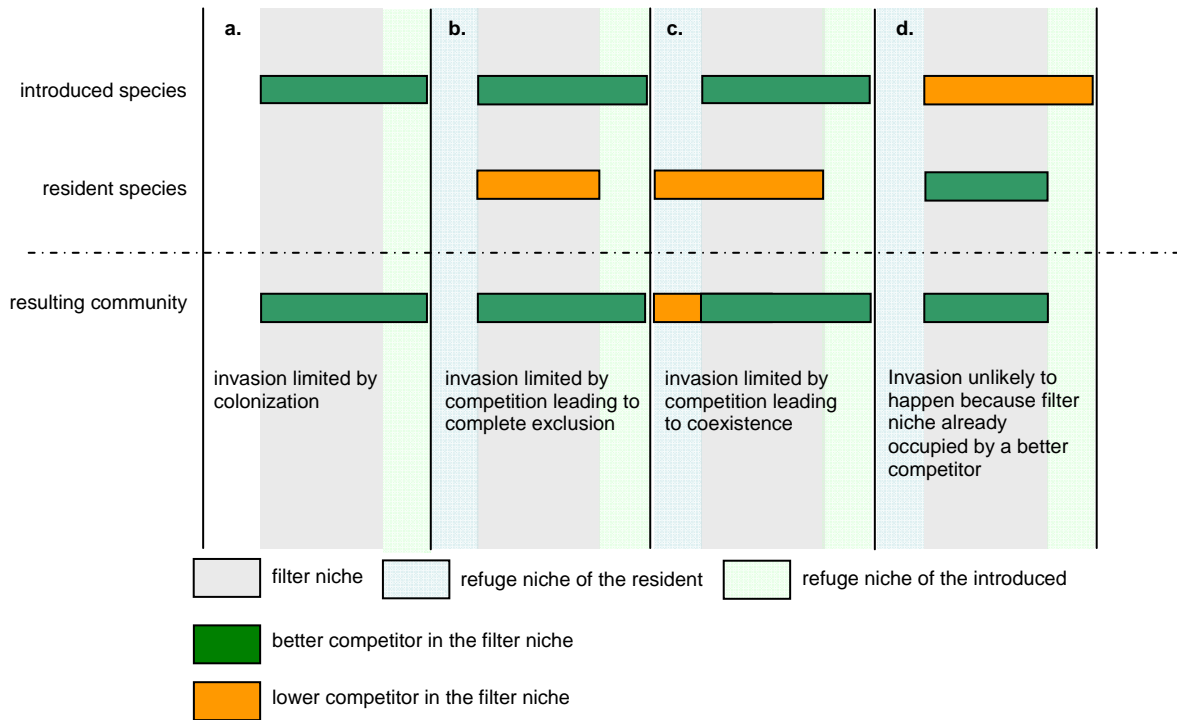 a.
b.
c.
d.
introduced species
resident species
resulting community
invasion limited by
colonization
invasion limited by
competition leading to
complete exclusion
invasion limited by
competition leading
to coexistence
Invasion unlikely to
happen because filter
niche already
occupied by a better
competitor
filter niche
refuge niche of the resident
refuge niche of the introduced
better competitor in the filter niche
lower competitor in the filter niche